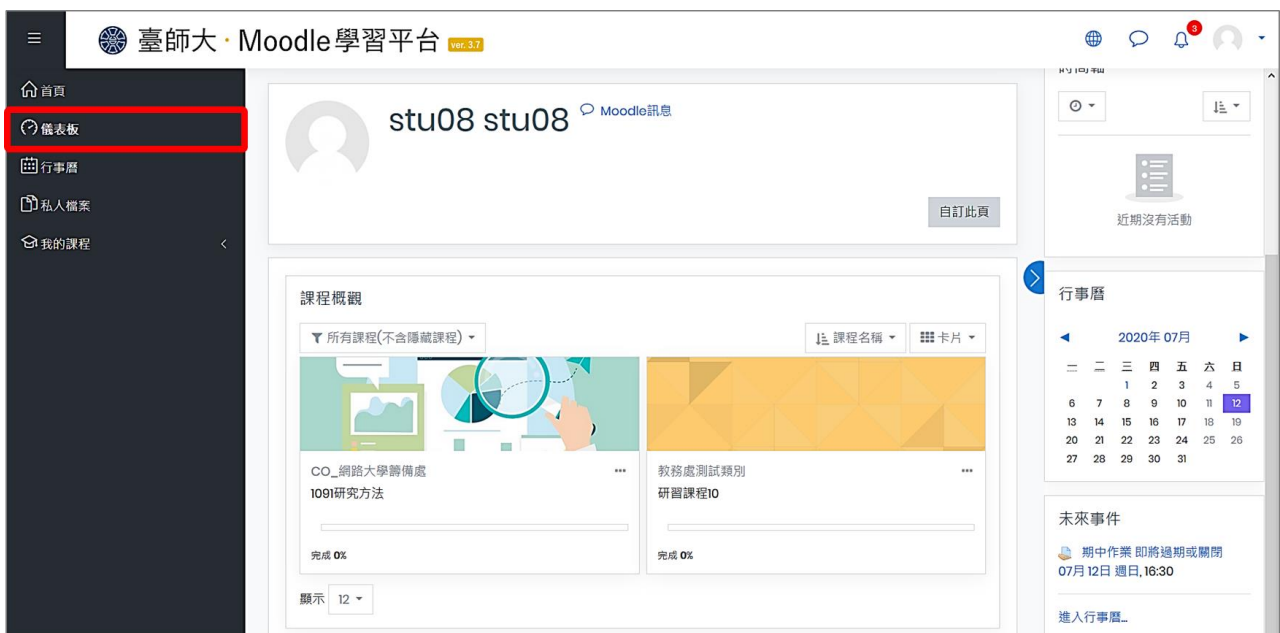 臺師大·Moodle學習平台 ver. 3.7
3
首頁
儀表板
行事曆
私人檔案
我的課程
stu08 stu08 Moodle訊息
自訂此頁
課程概觀
所有課程(不含隱藏課程)
課程名稱
卡片
CO_網路大學籌備處 ...
1091研究方法
完成 0%
教務處測試類別 ...
研習課程10
完成 0%
顯示 12
時間軸
近期沒有活動
行事曆
2020年 07月
一 二 三 四 五 六 日
1 2 3 4 5
6 7 8 9 10 11 12
13 14 15 16 17 18 19
20 21 22 23 24 25 26
27 28 29 30 31
未來事件
期中作業 即將過期或關閉
07月 12日 週日, 16:30
進入行事曆...